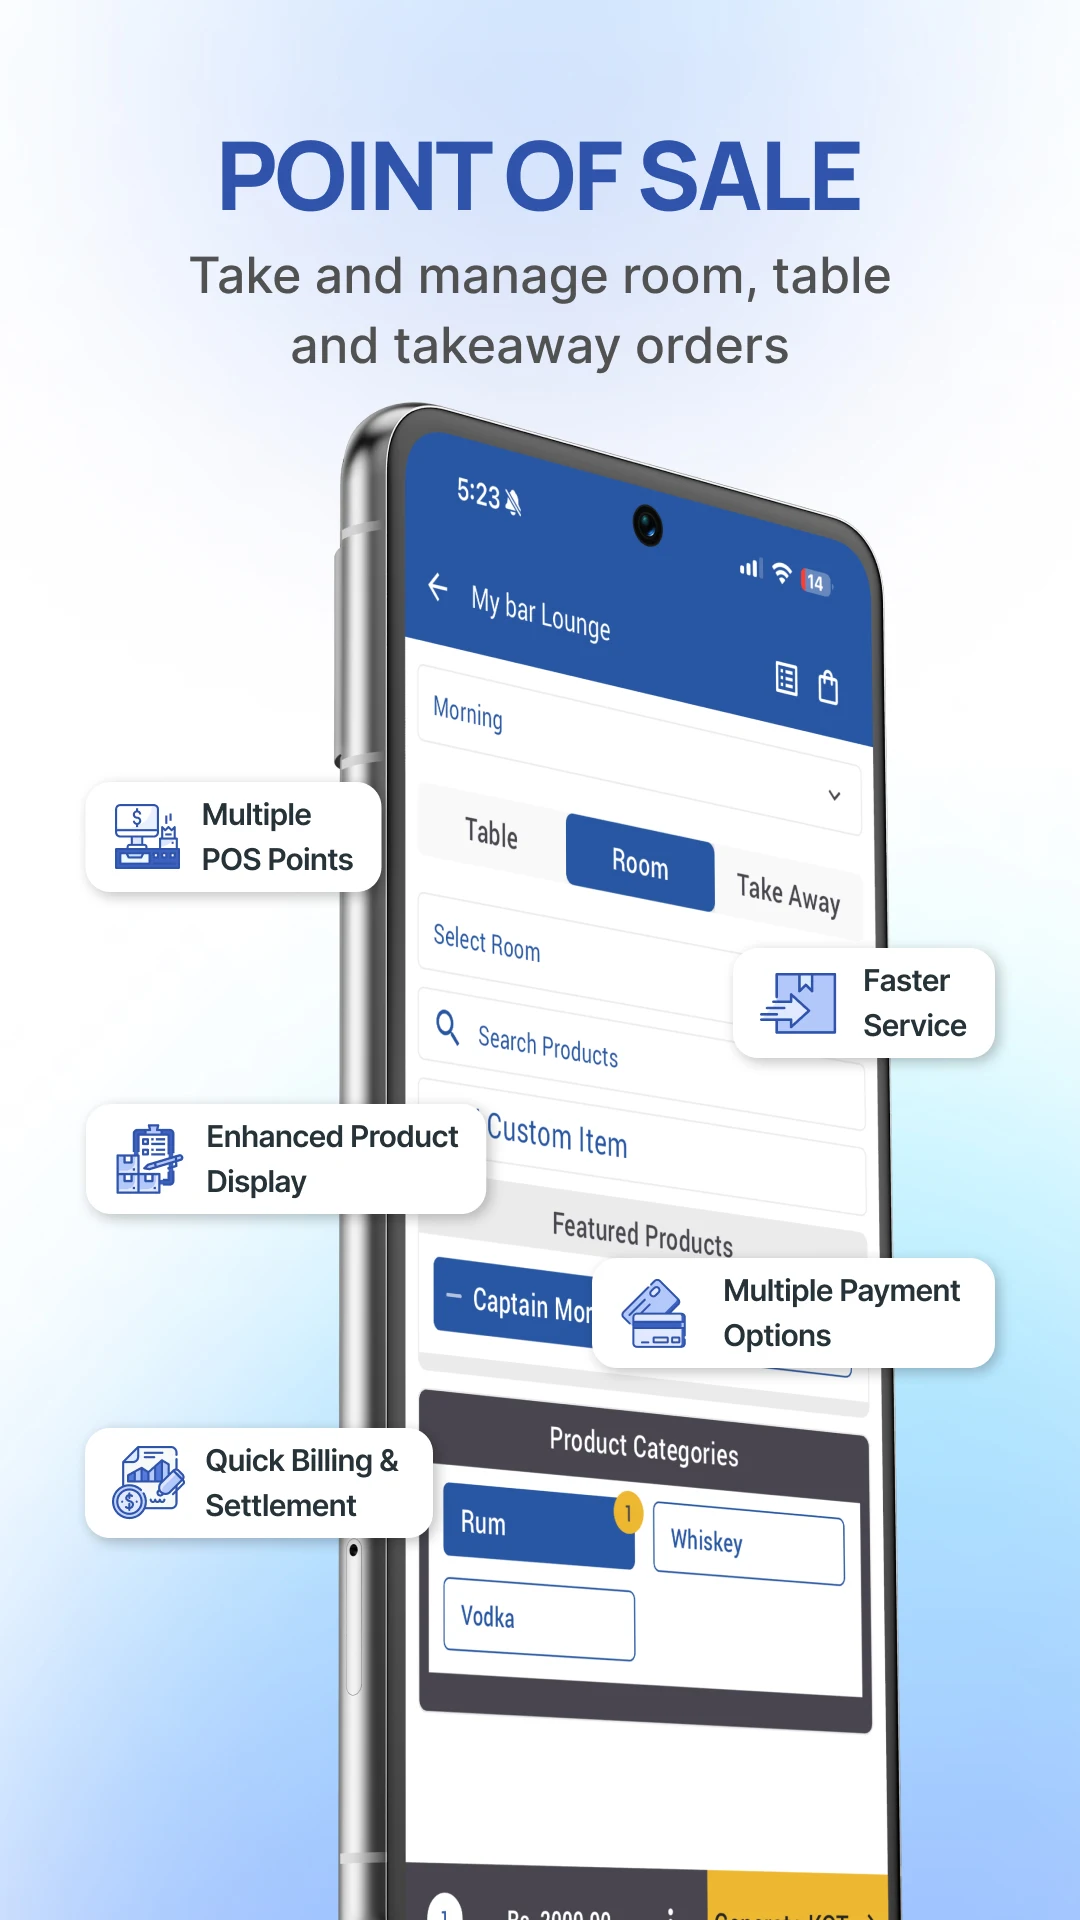 POINT OF SALE
Take and manage room, table
and takeaway orders
5:23
14
My bar Lounge
Morning
Table
Room
Take Away
Multiple
POS Points
Select Room
Faster
Service
Search Products
Custom Item
Enhanced Product
Display
Featured Products
Captain Mor
Multiple Payment
Options
Product Categories
Quick Billing &
Settlement
Rum
1
Whiskey
Vodka
1
Rs. 2000.00
Generate KOT